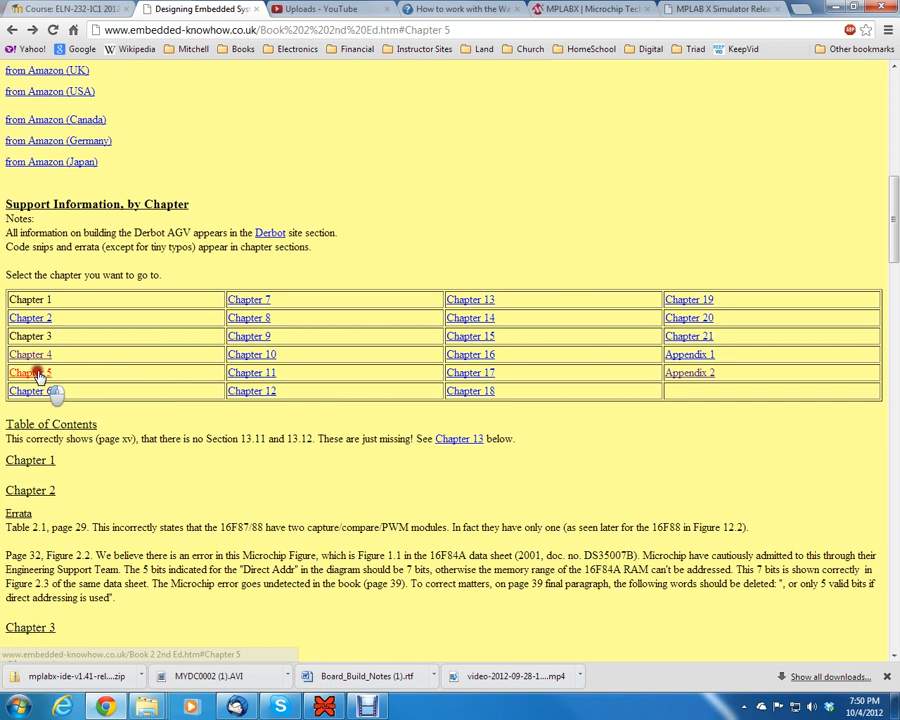 Course: ELN-232-IC1 2012
Designing Embedded Sys
Uploads - YouTube
How to work with the Wa
MPLABX | Microchip Tec
MPLAB X Simulator Relea
www.embedded-knowhow.co.uk/Book%202%202nd%20Ed.htm#Chapter 5
Yahoo!
Google
Wikipedia
Mitchell
Books
Electronics
Financial
Instructor Sites
Land
Church
HomeSchool
Digital
Triad
KeepVid
Other bookmarks
from Amazon (UK)
from Amazon (USA)
from Amazon (Canada)
from Amazon (Germany)
from Amazon (Japan)
Support Information, by Chapter
Notes:
All information on building the Derbot AGV appears in the Derbot site section.
Code snips and errata (except for tiny typos) appear in chapter sections.
Select the chapter you want to go to.
Chapter 1 Chapter 7 Chapter 13 Chapter 19
Chapter 2 Chapter 8 Chapter 14 Chapter 20
Chapter 3 Chapter 9 Chapter 15 Chapter 21
Chapter 4 Chapter 10 Chapter 16 Appendix 1
Chapter 5 Chapter 11 Chapter 17 Appendix 2
Chapter 6 Chapter 12 Chapter 18
Table of Contents
This correctly shows (page xv), that there is no Section 13.11 and 13.12. These are just missing! See Chapter 13 below.
Chapter 1
Chapter 2
Errata
Table 2.1, page 29. This incorrectly states that the 16F87/88 have two capture/compare/PWM modules. In fact they have only one (as seen later for the 16F88 in Figure 12.2).
Page 32, Figure 2.2. We believe there is an error in this Microchip Figure, which is Figure 1.1 in the 16F84A data sheet (2001, doc. no. DS35007B). Microchip have cautiously admitted to this through their
Engineering Support Team. The 5 bits indicated for the "Direct Addr" in the diagram should be 7 bits, otherwise the memory range of the 16F84A RAM can't be addressed. This 7 bits is shown correctly in
Figure 2.3 of the same data sheet. The Microchip error goes undetected in the book (page 39). To correct matters, on page 39 final paragraph, the following words should be deleted: ", or only 5 valid bits if
direct addressing is used".
Chapter 3
www.embedded-knowhow.co.uk/Book 2 2nd Ed.htm#Chapter 5
mplabx-ide-v1.41-rel....zip
MYDC0002 (1).AVI
Board_Build_Notes (1).rtf
video-2012-09-28-1....mp4
Show all downloads...
7:50 PM
10/4/2012